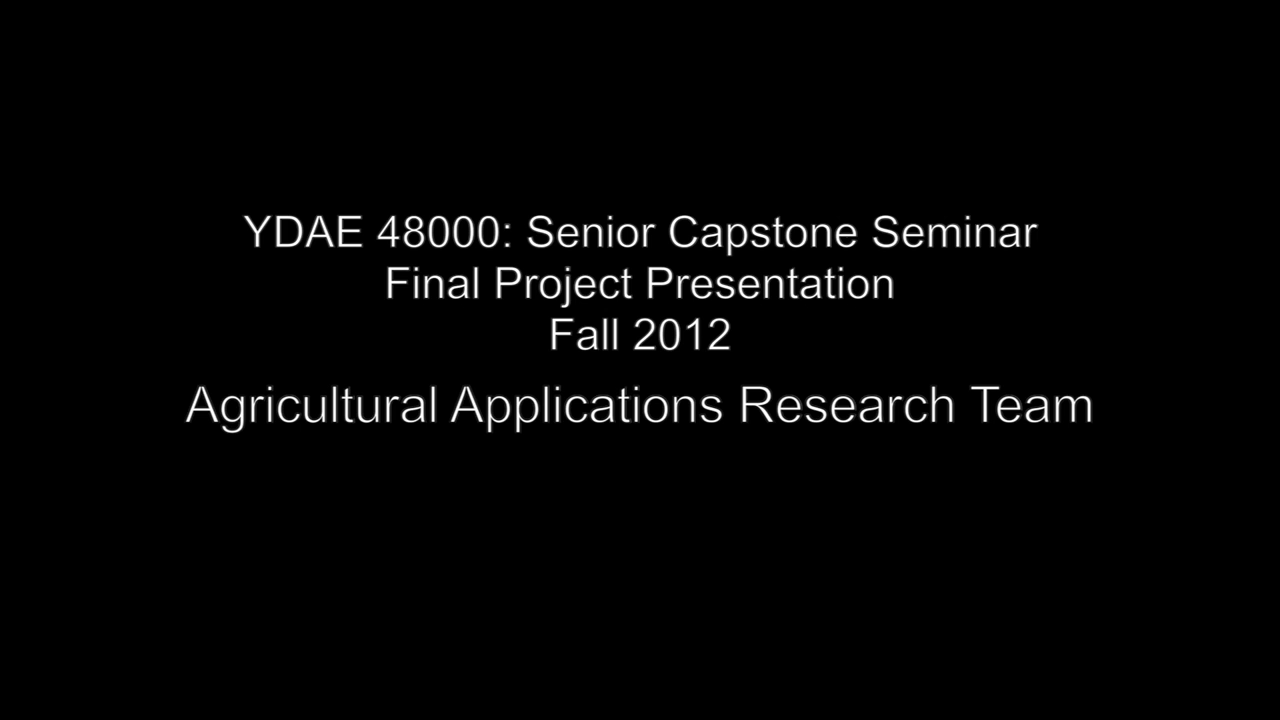 YDAE 48000: Senior Capstone Seminar
Final Project Presentation
Fall 2012
Agricultural Applications Research Team